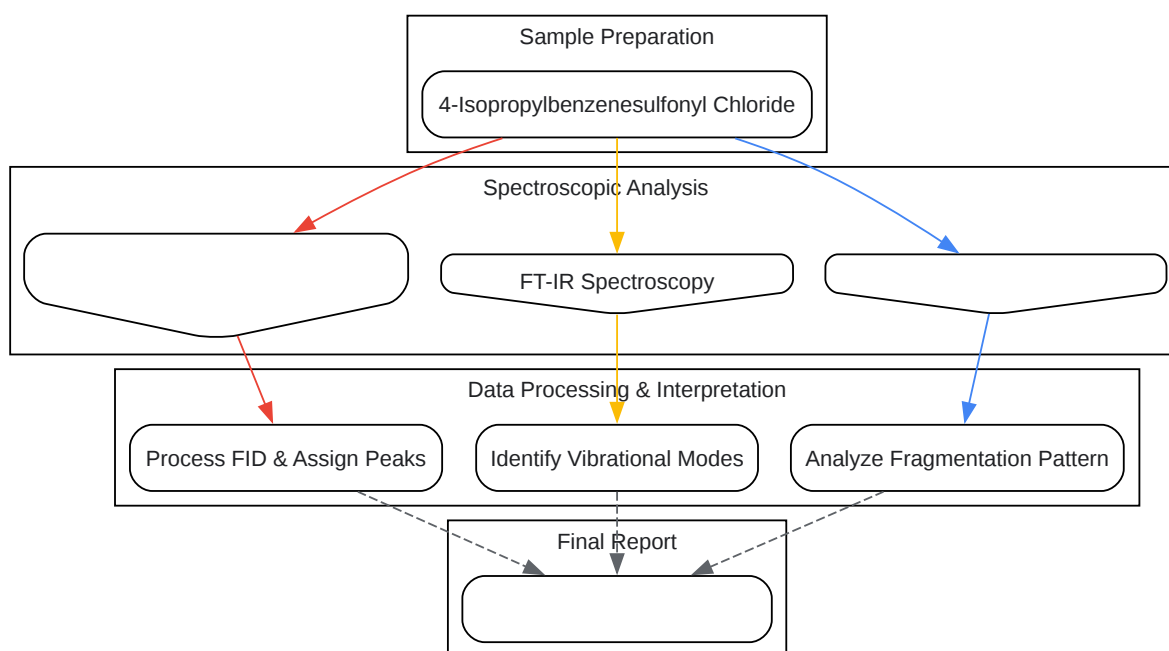 Sample Preparation
4-Isopropylbenzenesulfonyl Chloride
Spectroscopic Analysis
FT-IR Spectroscopy
Data Processing & Interpretation
Process FID & Assign Peaks
Identify Vibrational Modes
Analyze Fragmentation Pattern
Final Report